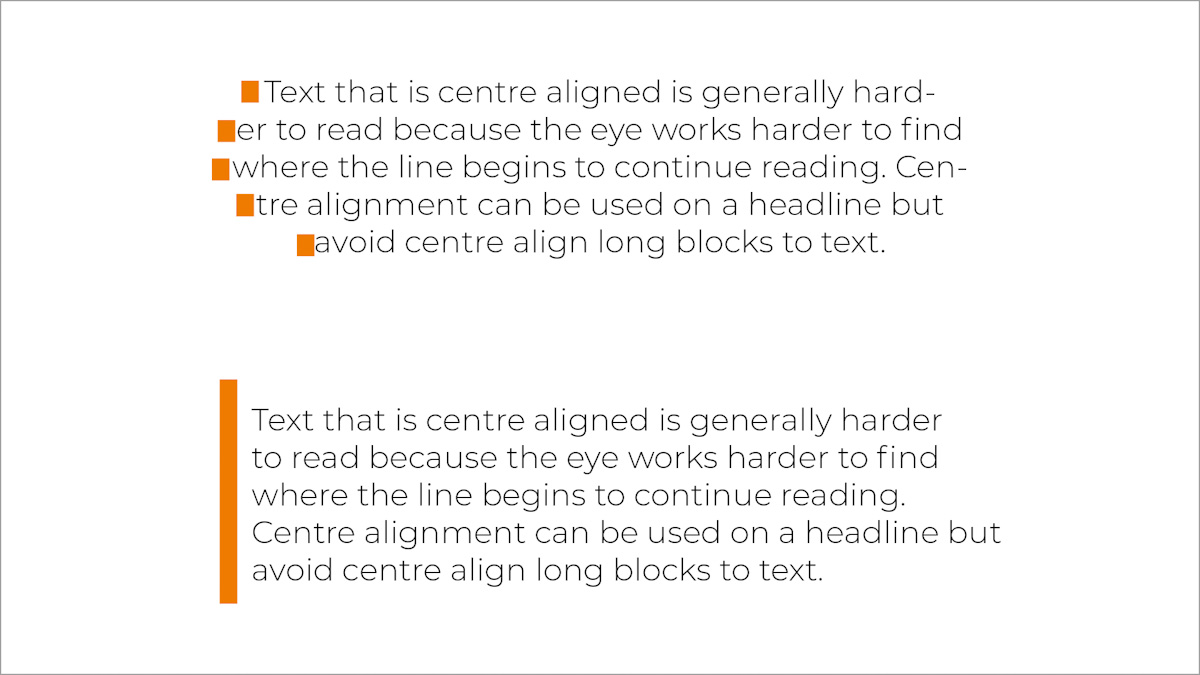 Text that is centre aligned is generally hard-
er to read because the eye works harder to find
where the line begins to continue reading. Cen-
tre alignment can be used on a headline but
avoid centre align long blocks to text.
Text that is centre aligned is generally harder
to read because the eye works harder to find
where the line begins to continue reading.
Centre alignment can be used on a headline but
avoid centre align long blocks to text.